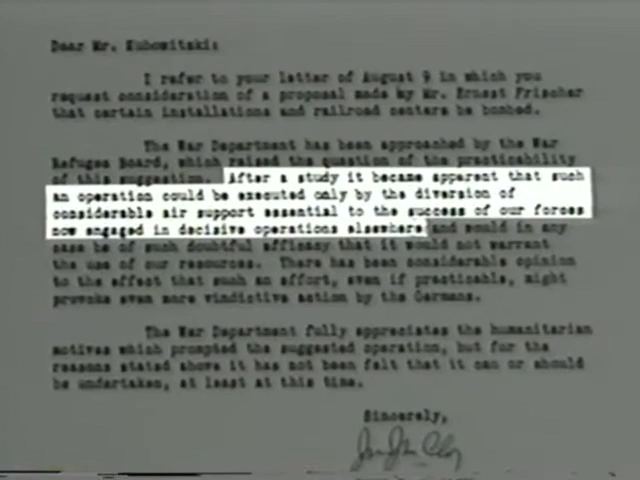 Dear Mr. Kubowitzki:
I refer to your letter of August 9 in which you
request consideration of a proposal made by Mr. Ernest Frischer
that certain installations and railroad centers be bombed.
The War Department has been approached by the War
Refugee Board, which raised the question of the practicability
of this suggestion. After a study it became apparent that such
an operation could be executed only by the diversion of
considerable air support essential to the success of our forces
now engaged in decisive operations elsewhere and would in any
case be of such doubtful efficacy that it would not warrant
the use of our resources. There has been considerable opinion
to the effect that such an effort, even if practicable, might
provoke even more vindictive action by the Germans.
The War Department fully appreciates the humanitarian
motives which prompted the suggested operation, but for the
reasons stated above it has not been felt that it can or should
be undertaken, at least at this time.
Sincerely,